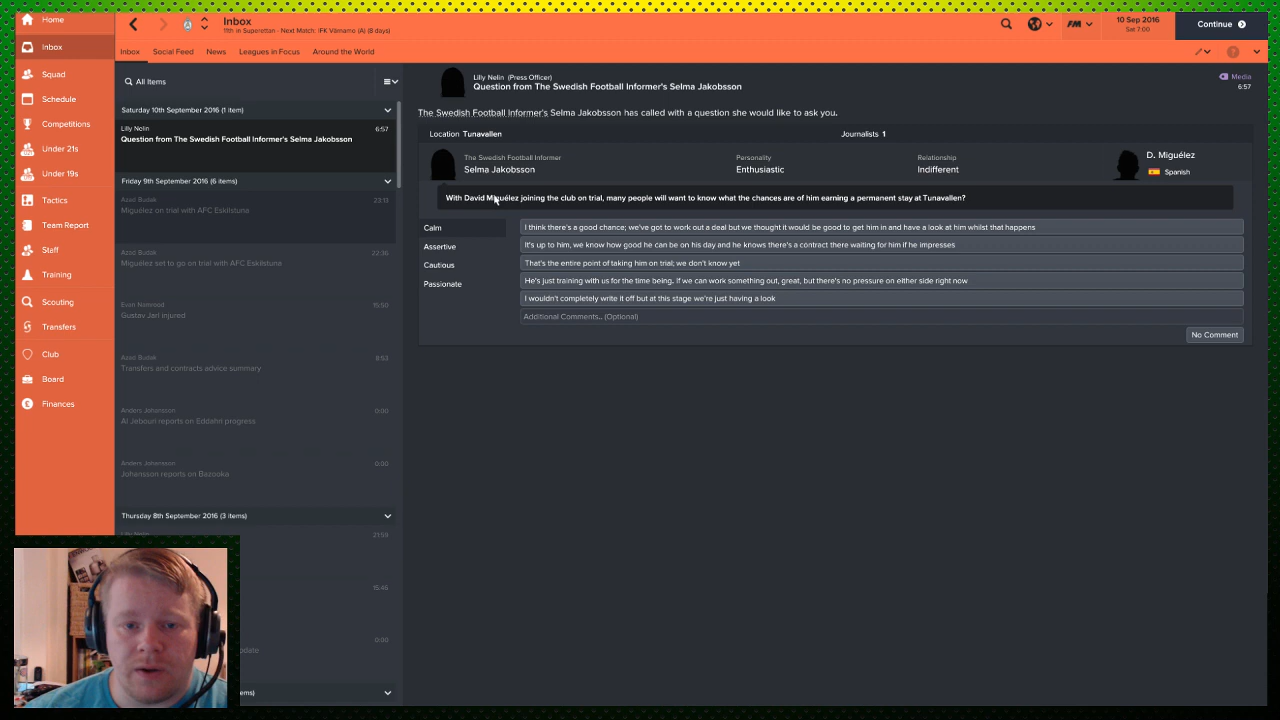 Home
Inbox
Squad
Schedule
Competitions
Under 21s
Under 19s
Tactics
Team Report
Staff
Training
Scouting
Transfers
Club
Board
Finances
Inbox
11th in Superettan - Next Match: IFK Värnamo (A) (8 days)
FM
10 Sep 2016
Sat 7:00
Continue
Inbox
Social Feed
News
Leagues in Focus
Around the World
All Items
Saturday 10th September 2016 (1 item)
Lilly Nelin
6:57
Question from The Swedish Football Informer's Selma Jakobsson
Friday 9th September 2016 (6 items)
Azad Budak
23:13
Miguélez on trial with AFC Eskilstuna
Azad Budak
22:36
Miguélez set to go on trial with AFC Eskilstuna
15:50
Gustav Jarl injured
Azad Budak
8:53
Transfers and contracts advice summary
Anders Johansson
0:00
Al Jebouri reports on Eddahri progress
Anders Johansson
0:00
Johansson reports on Bazooka
Thursday 8th September 2016 (3 items)
Lilly Nelin
21:59
15:46
0:00
pdate
ems)
Lilly Nelin (Press Officer)
Question from The Swedish Football Informer's Selma Jakobsson
Media
6:57
The Swedish Football Informer's Selma Jakobsson has called with a question she would like to ask you.
Location Tunavallen
Journalists 1
The Swedish Football Informer
Selma Jakobsson
Personality
Enthusiastic
Relationship
Indifferent
D. Miguélez
Spanish
With David Miguélez joining the club on trial, many people will want to know what the chances are of him earning a permanent stay at Tunavallen?
Calm
Assertive
Cautious
Passionate
I think there's a good chance; we've got to work out a deal but we thought it would be good to get him in and have a look at him whilst that happens
It's up to him, we know how good he can be on his day and he knows there's a contract there waiting for him if he impresses
That's the entire point of taking him on trial; we don't know yet
He's just training with us for the time being. If we can work something out, great, but there's no pressure on either side right now
I wouldn't completely write it off but at this stage we're just having a look
Additional Comments.. (Optional)
No Comment